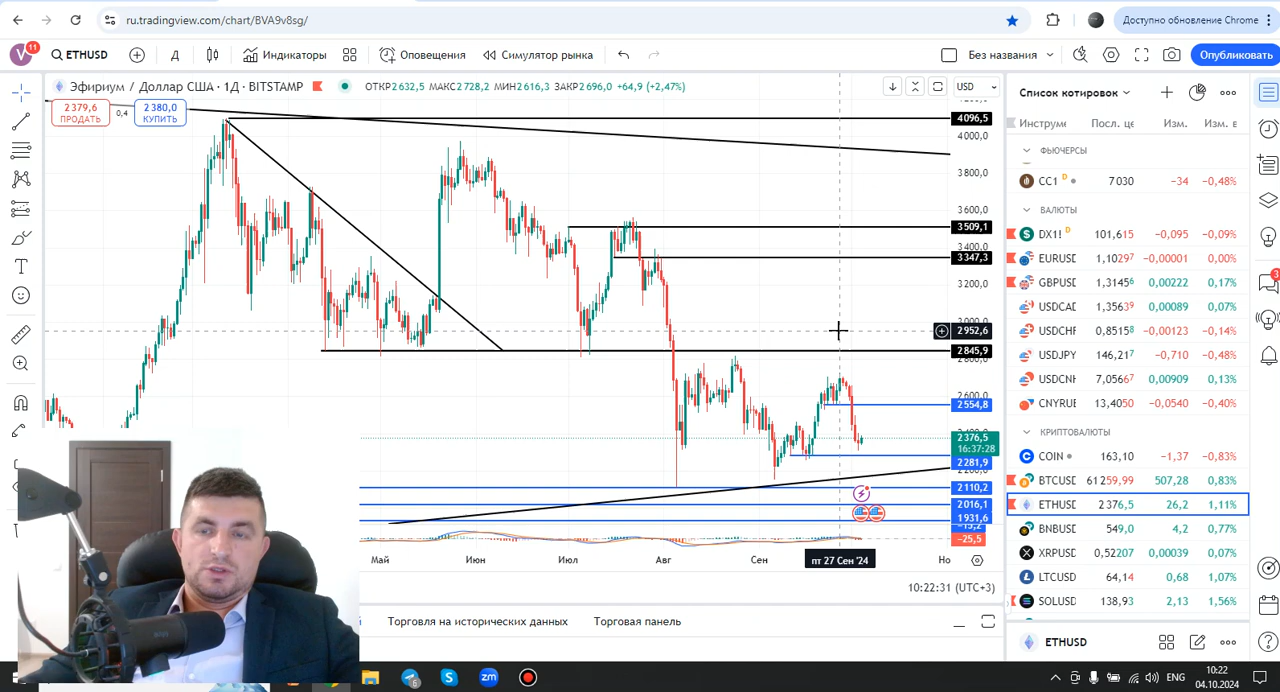 ru.tradingview.com/chart/BVA9v8sg/
Доступно обновление Chrome
V 11
ETHUSD
Индикаторы
Оповещения
Симулятор рынка
Без названия
Опубликовать
Эфириум / Доллар США · 1Д · BITSTAMP
ОТКР 2 632,5 МАКС 2 728,2 МИН 2 616,3 ЗАКР 2 696,0 +64,9 (+2,47%)
USD
2 379,6
ПРОДАТЬ
0,4
2 380,0
КУПИТЬ
4096,5
4000,0
3800,0
3600,0
3509,1
3400,0
3347,3
3200,0
3000,0
2952,6
2845,9
2800,0
2600,0
2554,8
2376,5
16:37:28
2281,9
2110,2
2016,1
1931,6
−25,5
Май
Июн
Июл
Авг
Сен
пт 27 Сен '24
Но
10:22:31 (UTC+3)
Торговля на исторических данных
Торговая панель
Список котировок
Инструме
Посл. це
Изм.
Изм. в
ФЬЮЧЕРСЫ
CC1 D 7 030 −34 −0,48%
ВАЛЮТЫ
DX1! D 101,615 −0,095 −0,09%
EURUSD 1,10297 −0,00001 0,00%
GBPUSD 1,31456 0,00222 0,17%
USDCAD 1,35639 0,00089 0,07%
USDCHF 0,85158 −0,00123 −0,14%
USDJPY 146,217 −0,710 −0,48%
USDCNH 7,05667 0,00909 0,13%
CNYRUB 13,4050 −0,0540 −0,40%
КРИПТОВАЛЮТЫ
COIN 163,10 −1,37 −0,83%
BTCUSD 61 259,99 507,28 0,83%
ETHUSD 2 376,5 26,2 1,11%
BNBUSD 549,0 4,2 0,77%
XRPUSD 0,52207 0,00039 0,07%
LTCUSD 64,14 0,68 1,07%
SOLUSD 138,93 2,13 1,56%
ETHUSD
3
6
zm
ENG
10:22
04.10.2024